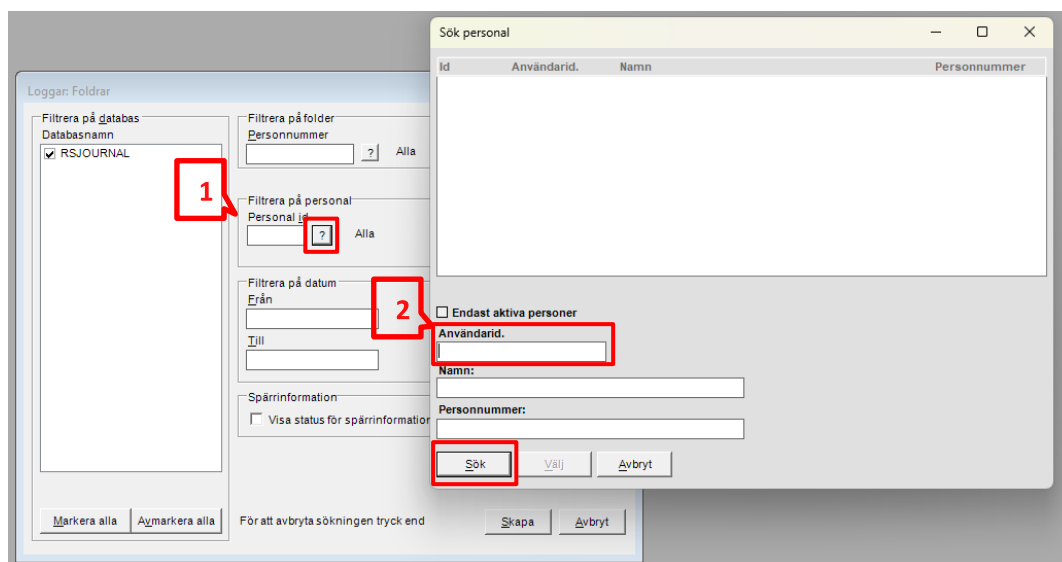 Sök personal
Id Användarid. Namn Personnummer
Loggar: Foldrar
Filtrera på databas
Databasnamn
RSJOURNAL
Filtrera på folder
Personnummer
? Alla
1
Filtrera på personal
Personal id
? Alla
Filtrera på datum
Från
Till
Spärrinformation
Visa status för spärrinformation
Markera alla Avmarkera alla För att avbryta sökningen tryck end Skapa Avbryt
2
Endast aktiva personer
Användarid.
Namn:
Personnummer:
Sök Välj Avbryt